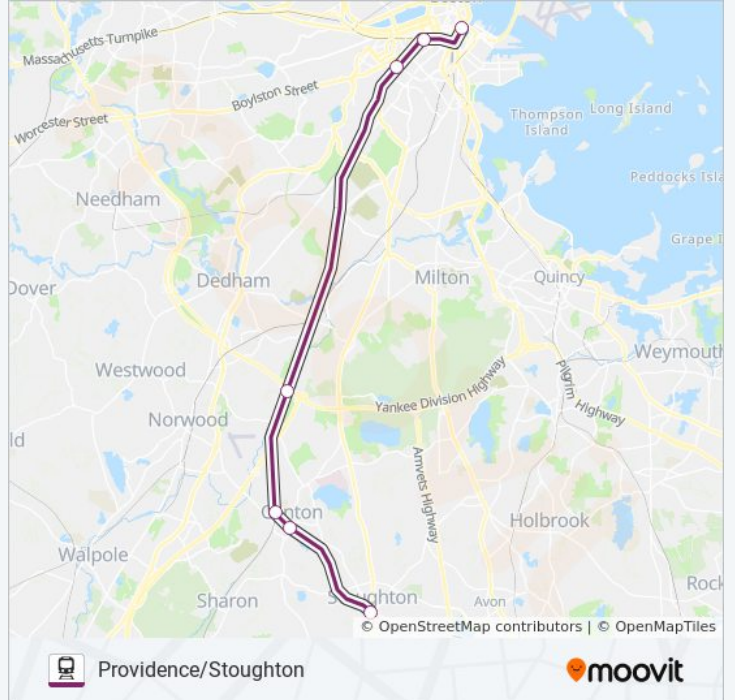 Massachusetts Turnpike
Boylston Street
Worcester Street
Thompson
Island
Long Island
Peddocks Isla
Needham
Grape I
Dover
Dedham
Milton
Quincy
Weymouth
Westwood
Pilgrim
Highway
Yankee Division Highway
Norwood
ld
Amvets Highway
Canton
Holbrook
Walpole
Rock
Sharon
Stoughton
Avon
© OpenStreetMap contributors | © OpenMapTiles
Providence/Stoughton
moovit